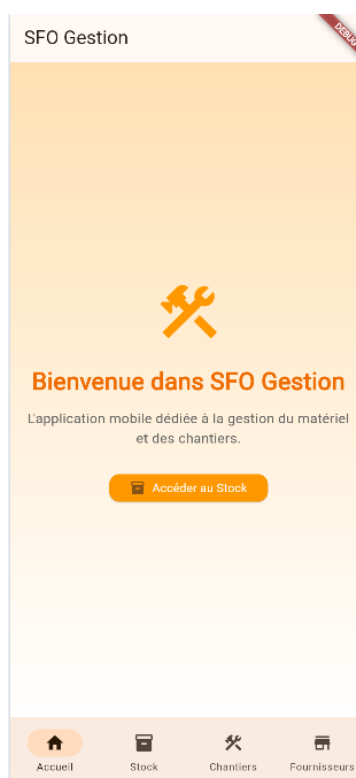 SFO Gestion
DEBUG
Bienvenue dans SFO Gestion
L'application mobile dédiée à la gestion du matériel
et des chantiers.
Accéder au Stock
Accueil Stock Chantiers Fournisseurs